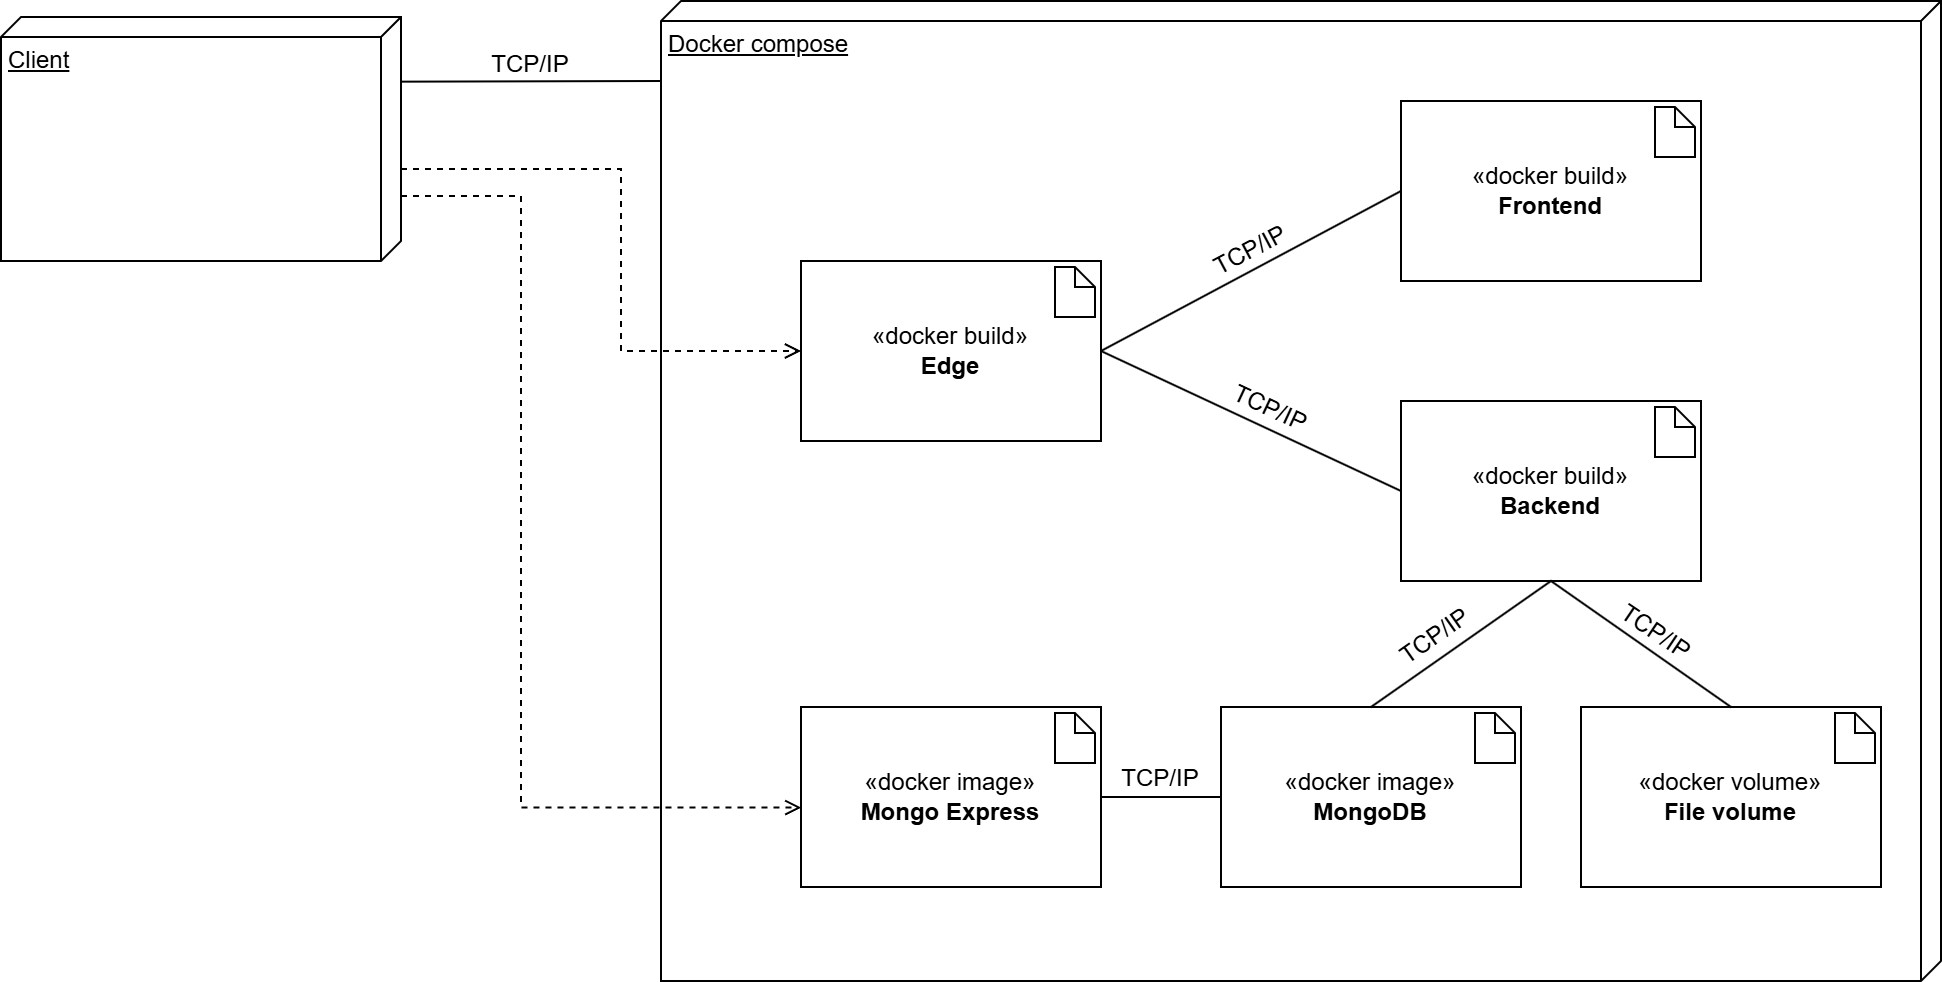 Client
TCP/IP
Docker compose
«docker build»
Frontend
TCP/IP
«docker build»
Edge
TCP/IP
«docker build»
Backend
TCP/IP
TCP/IP
«docker image»
Mongo Express
TCP/IP
«docker image»
MongoDB
«docker volume»
File volume